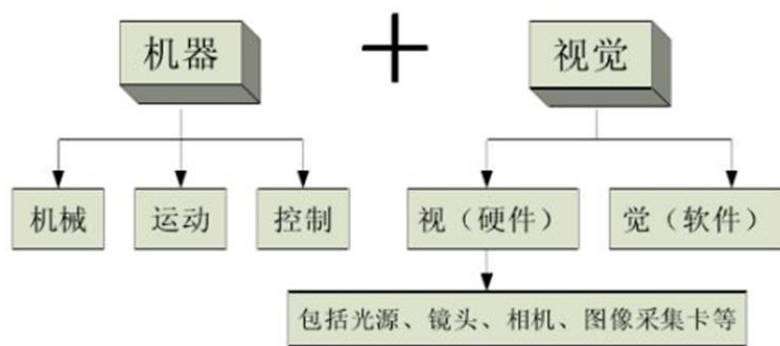 机器
+
视觉
机械
运动
控制
视（硬件）
觉（软件）
包括光源、镜头、相机、图像采集卡等